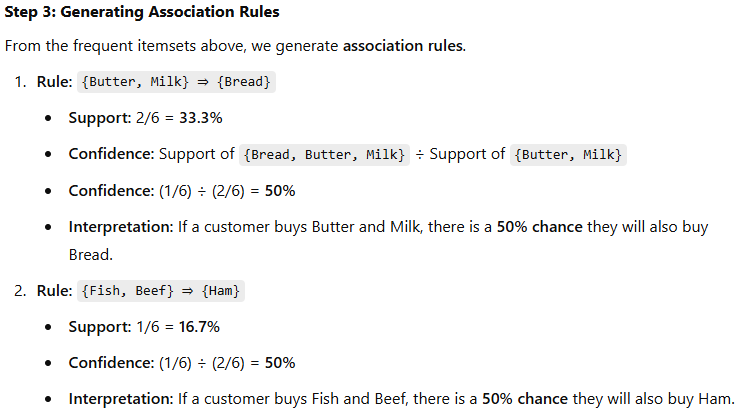 Step 3: Generating Association Rules
From the frequent itemsets above, we generate association rules.
1. Rule: {Butter, Milk} ⇒ {Bread}
• Support: 2/6 = 33.3%
• Confidence: Support of {Bread, Butter, Milk} ÷ Support of {Butter, Milk}
• Confidence: (1/6) ÷ (2/6) = 50%
• Interpretation: If a customer buys Butter and Milk, there is a 50% chance they will also buy
Bread.
2. Rule: {Fish, Beef} ⇒ {Ham}
• Support: 1/6 = 16.7%
• Confidence: (1/6) ÷ (2/6) = 50%
• Interpretation: If a customer buys Fish and Beef, there is a 50% chance they will also buy Ham.